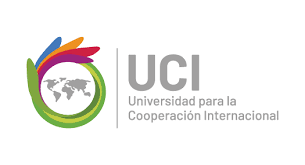 UCI
Universidad para la
Cooperación Internacional